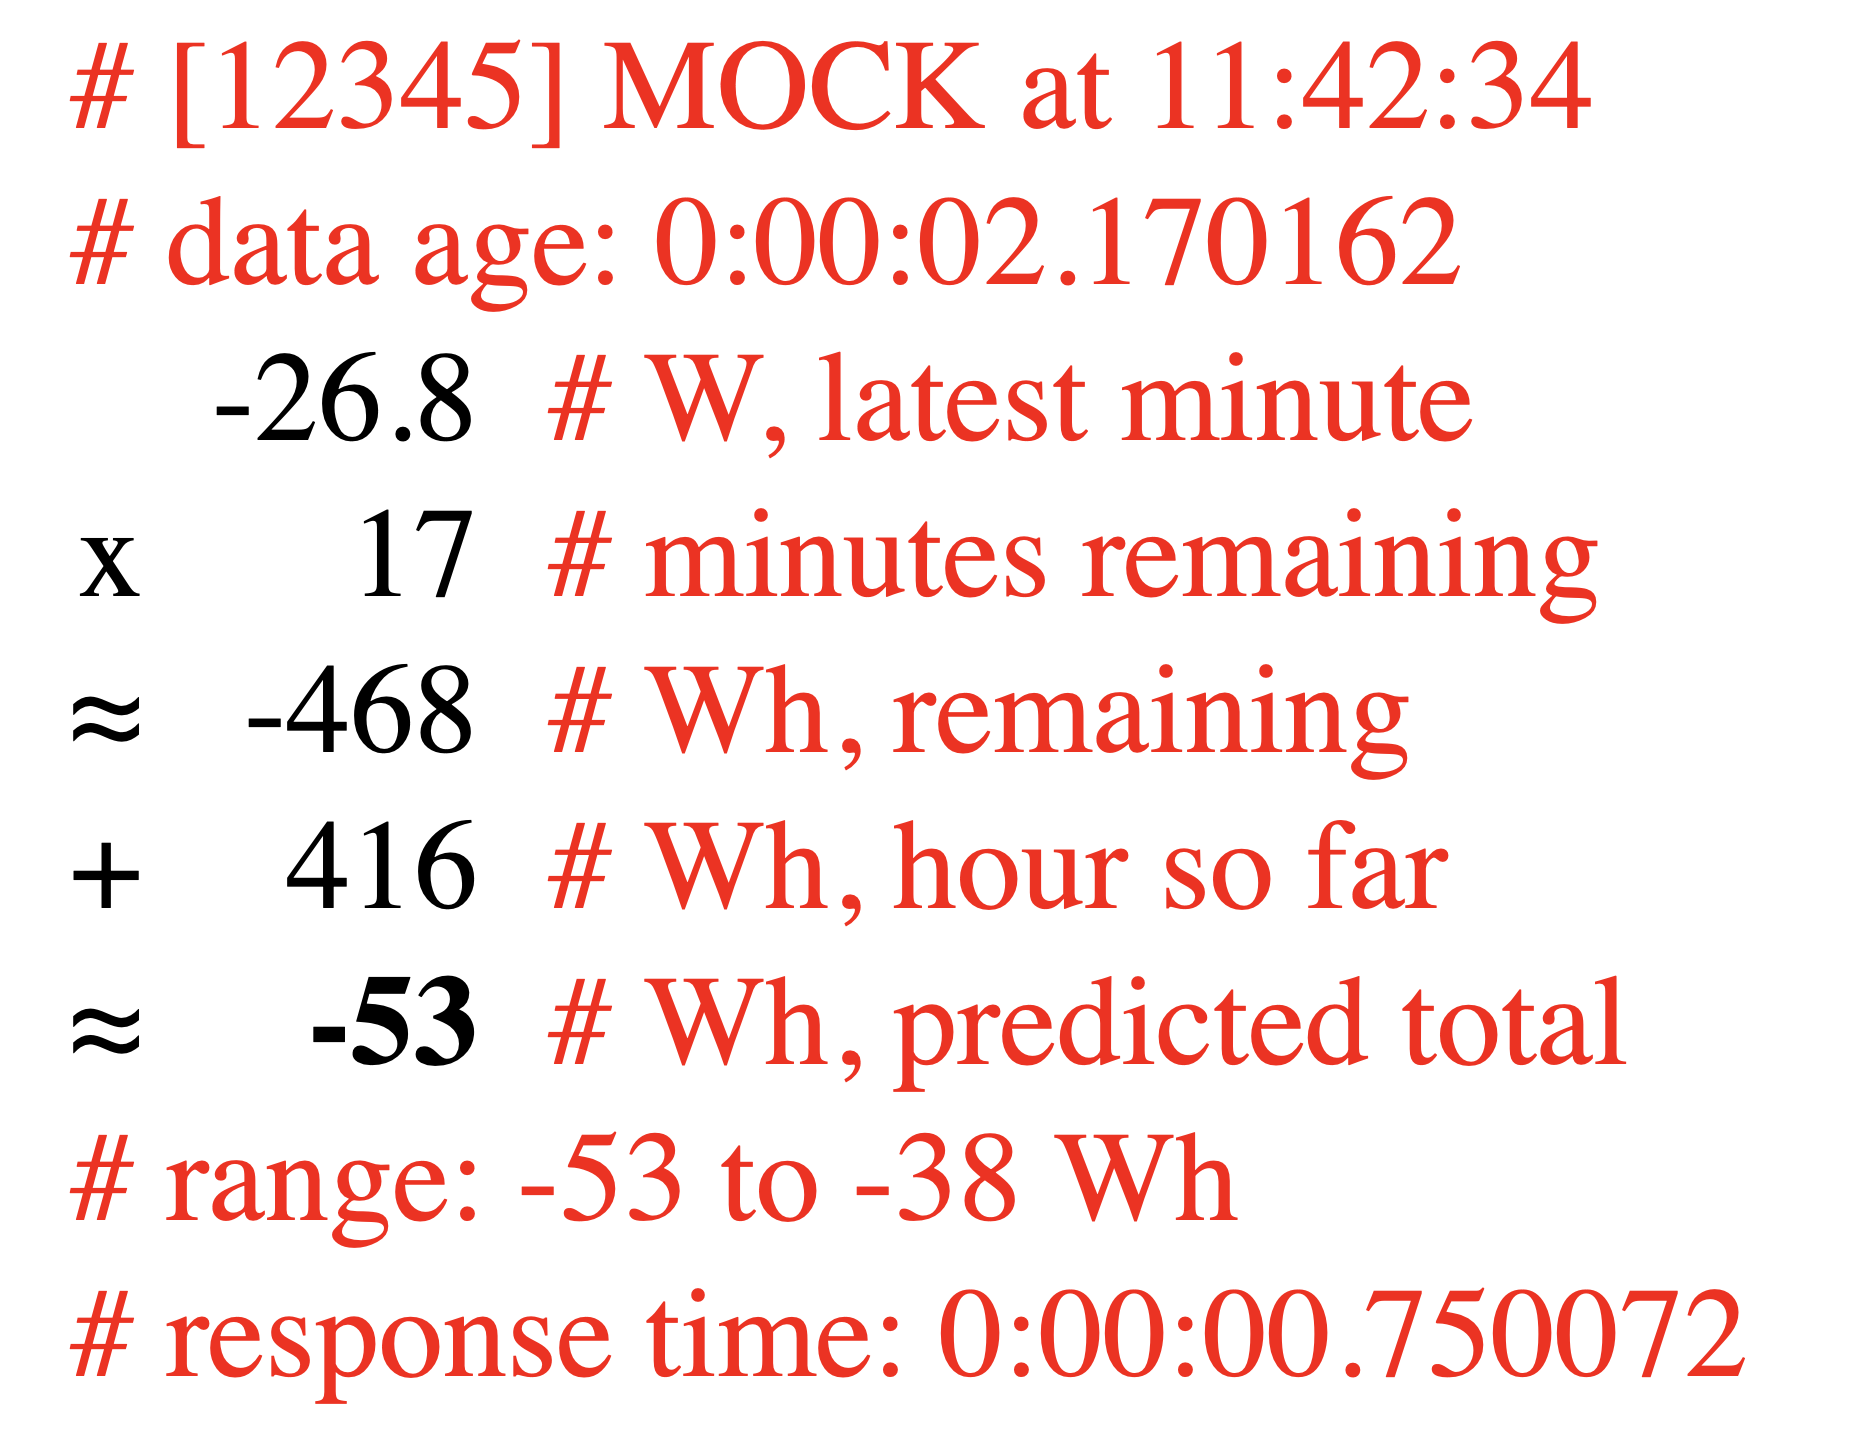 # [12345] MOCK at 11:42:34
# data age: 0:00:02.170162
-26.8 # W, latest minute
x 17 # minutes remaining
≈ -468 # Wh, remaining
+ 416 # Wh, hour so far
≈ -53 # Wh, predicted total
# range: -53 to -38 Wh
# response time: 0:00:00.750072